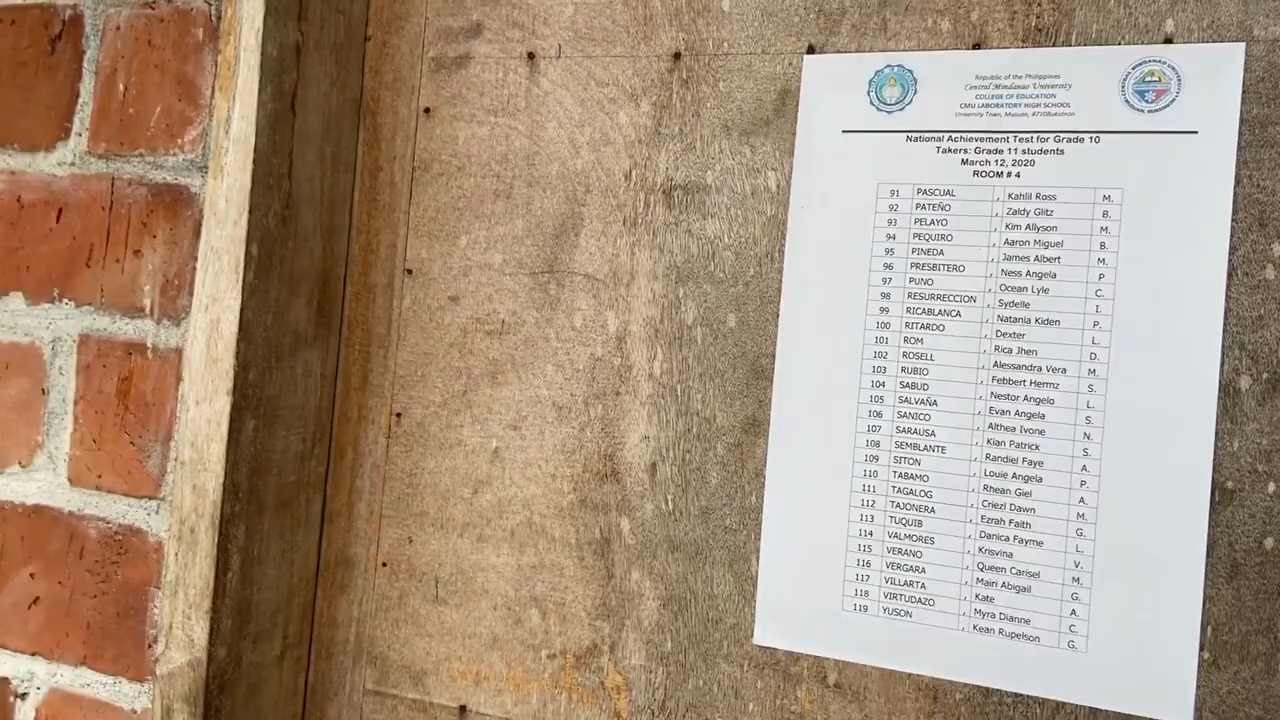 Republic of the Philippines
Central Mindanao University
COLLEGE OF EDUCATION
CMU LABORATORY HIGH SCHOOL
University Town, Musuan, 8710Bukidnon
National Achievement Test for Grade 10
Takers: Grade 11 students
March 12, 2020
ROOM # 4
91 PASCUAL , Kahlil Ross M.
92 PATEÑO , Zaldy Glitz B.
93 PELAYO , Kim Allyson M.
94 PEQUIRO , Aaron Miguel B.
95 PINEDA , James Albert M.
96 PRESBITERO , Ness Angela P
97 PUNO , Ocean Lyle C.
98 RESURRECCION , Sydelle I.
99 RICABLANCA , Natania Kiden P.
100 RITARDO , Dexter L.
101 ROM , Rica Jhen D.
102 ROSELL , Alessandra Vera M.
103 RUBIO , Febbert Hermz S.
104 SABUD , Nestor Angelo L.
105 SALVAÑA , Evan Angela S.
106 SANICO , Althea Ivone N.
107 SARAUSA , Kian Patrick S.
108 SEMBLANTE , Randiel Faye A.
109 SITON , Louie Angela P.
110 TABAMO , Rhean Giel A.
111 TAGALOG , Criezl Dawn M.
112 TAJONERA , Ezrah Faith G.
113 TUQUIB , Danica Fayme L.
114 VALMORES , Krisvina V.
115 VERANO , Queen Carisel M.
116 VERGARA , Mairi Abigail G.
117 VILLARTA , Kate A.
118 VIRTUDAZO , Myra Dianne C.
119 YUSON , Kean Rupelson G.